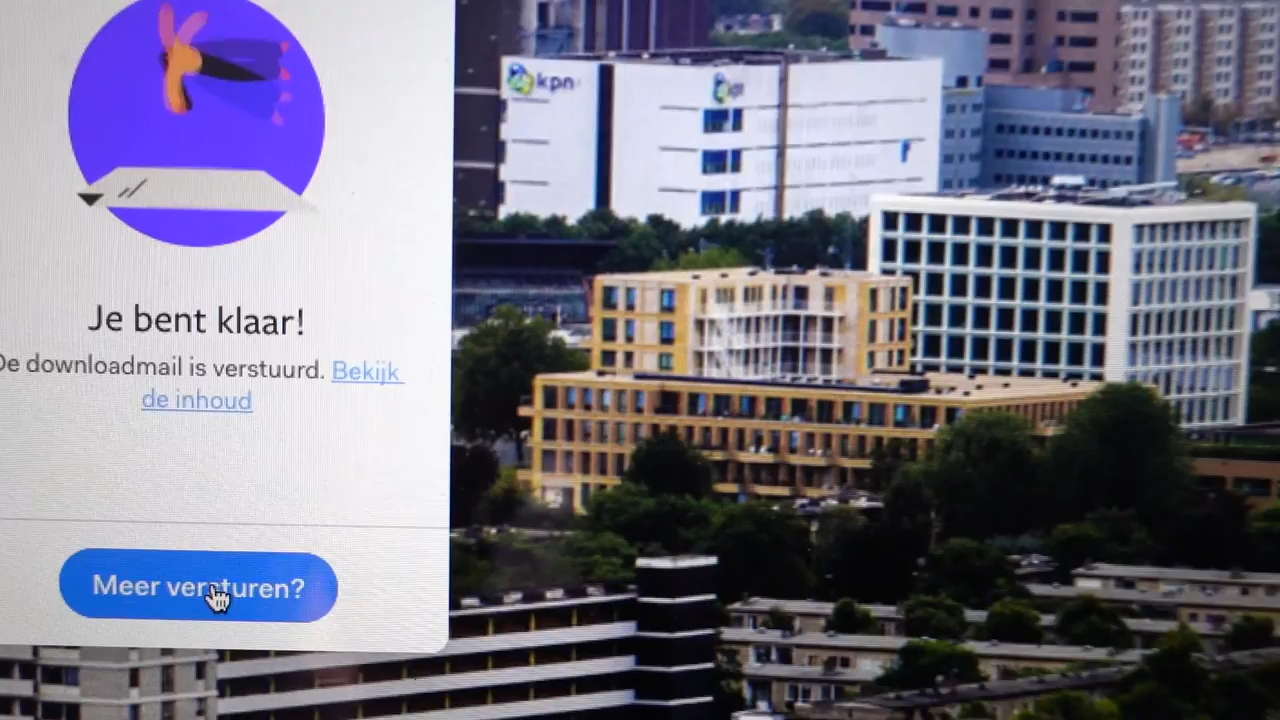 kpn
Je bent klaar!
De downloadmail is verstuurd. Bekijk
de inhoud
Meer versturen?